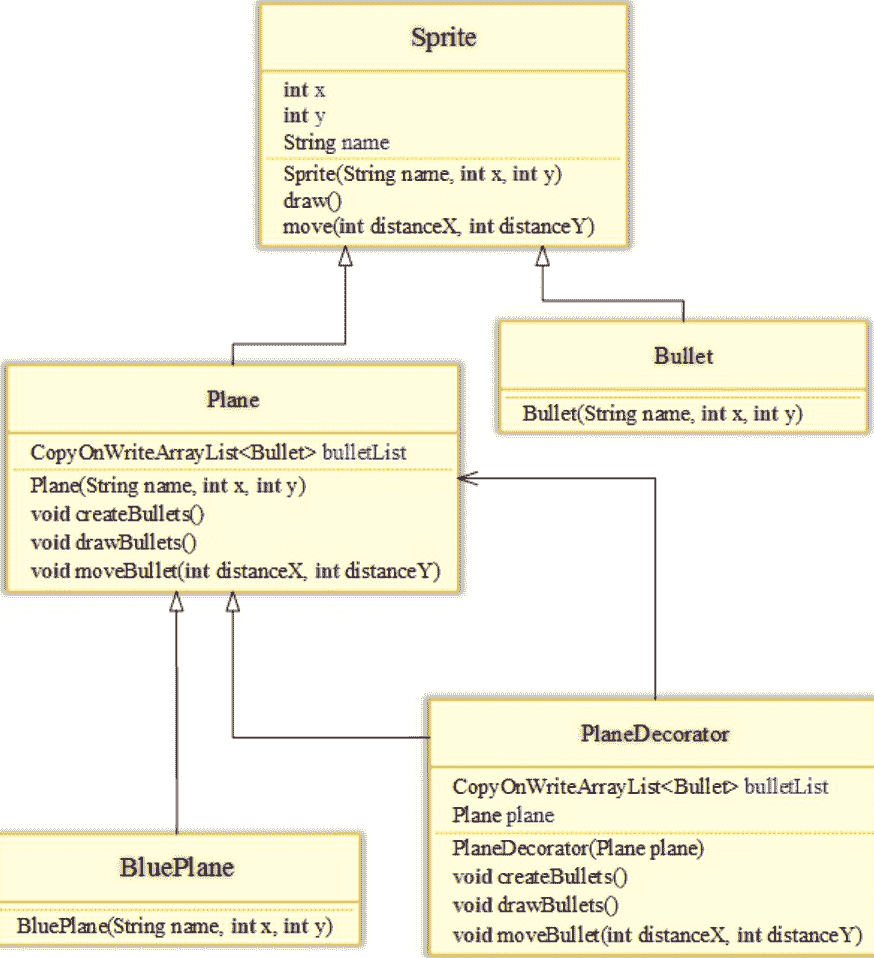 Sprite
int x
int y
String name
Sprite(String name, int x, int y)
draw()
move(int distanceX, int distanceY)
Bullet
Bullet(String name, int x, int y)
Plane
CopyOnWriteArrayList<Bullet> bulletList
Plane(String name, int x, int y)
void createBullets()
void drawBullets()
void moveBullet(int distanceX, int distanceY)
PlaneDecorator
CopyOnWriteArrayList<Bullet> bulletList
Plane plane
PlaneDecorator(Plane plane)
void createBullets()
void drawBullets()
void moveBullet(int distanceX, int distanceY)
BluePlane
BluePlane(String name, int x, int y)